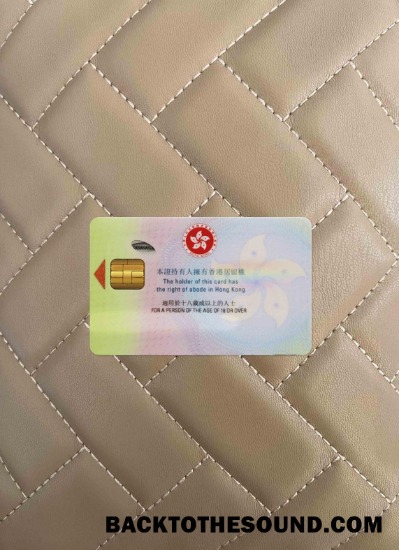 本證持有人擁有香港居留權
The holder of this card has
the right of abode in Hong Kong
適用於十八歲或以上的人士
FOR A PERSON OF THE AGE OF 18 OR OVER
BACKTOTHESOUND.COM